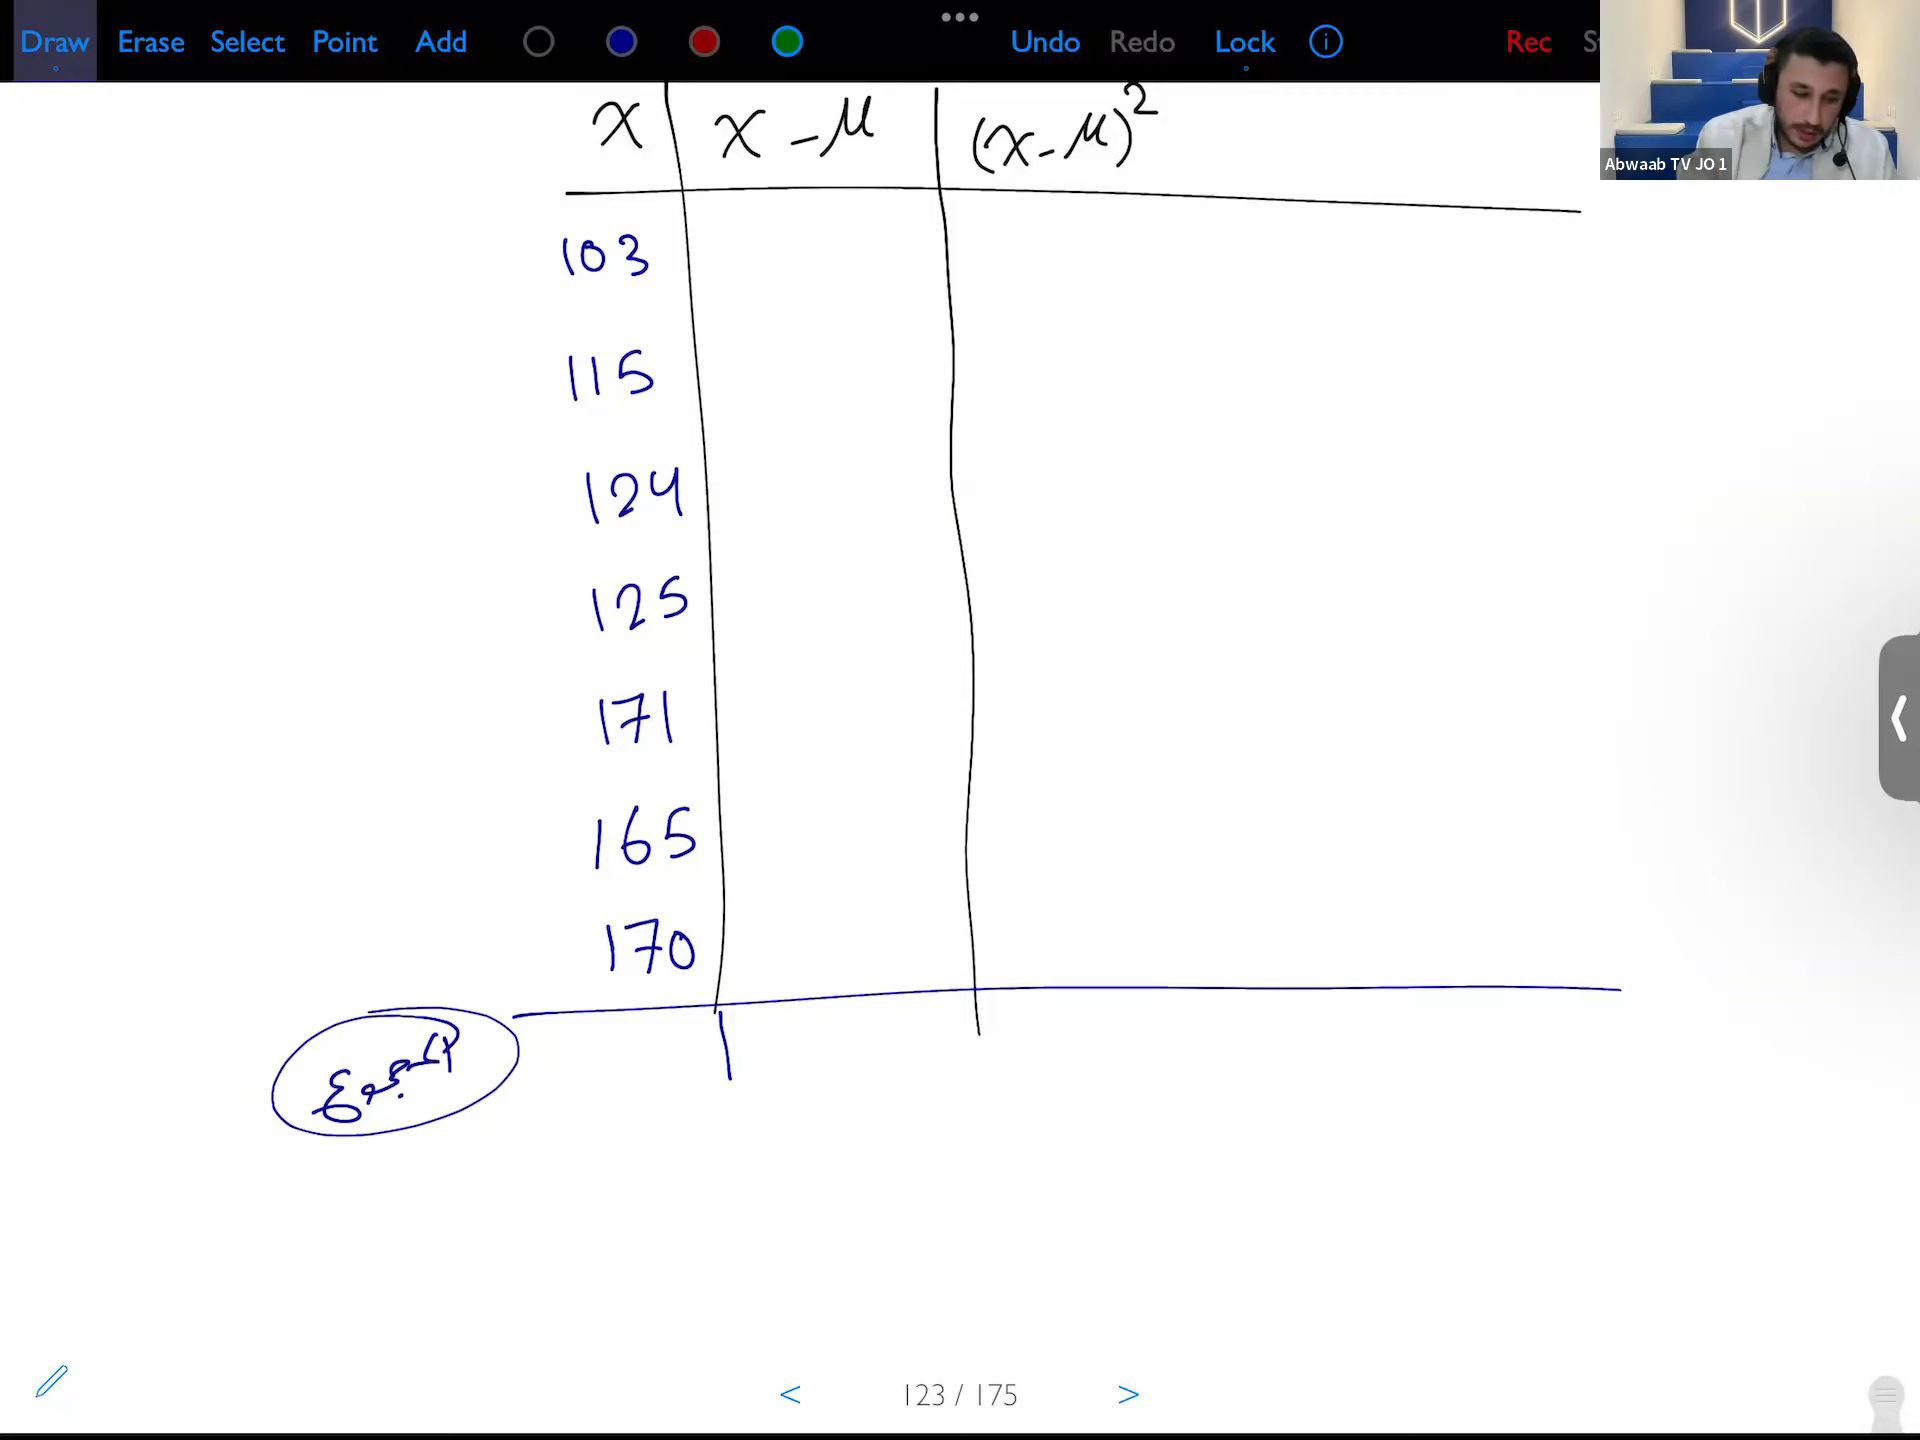 Draw Erase Select Point Add Undo Redo Lock Rec
Abwaab TV JO 1
x x - μ (x - μ)²
103
115
124
125
171
165
170
المجموع
< 123 / 175 >